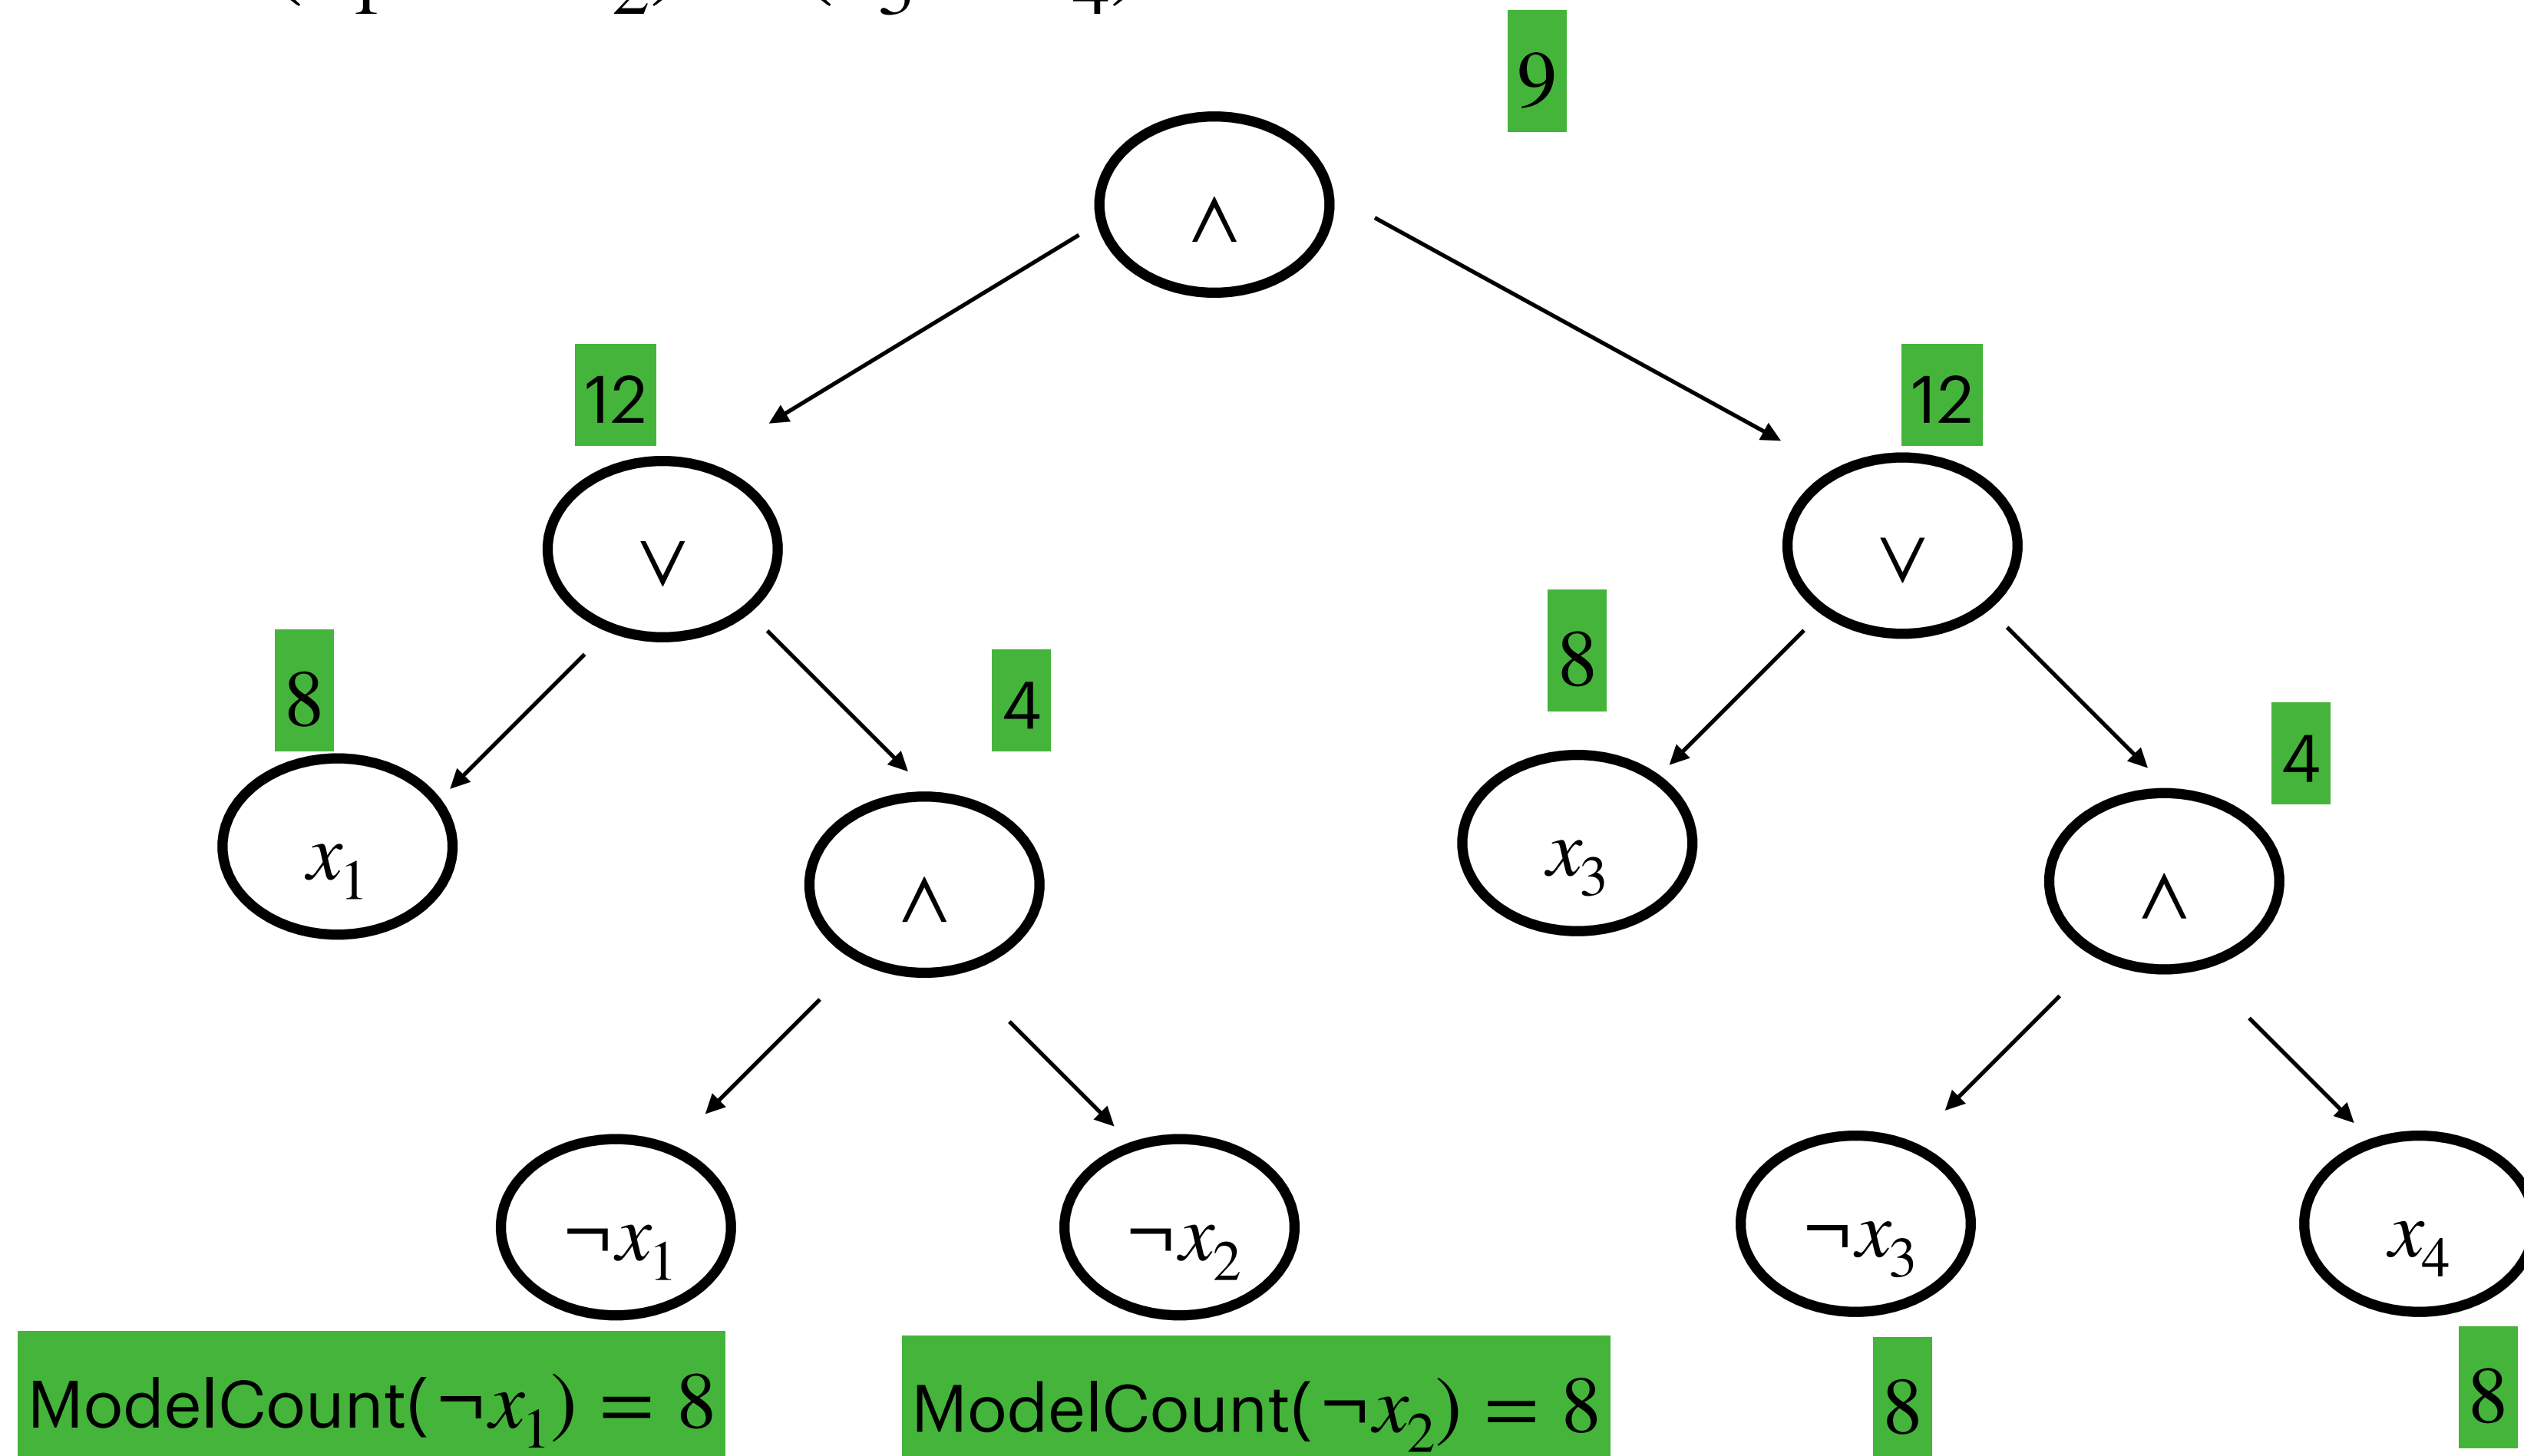 9
∧
12
12
∨
∨
8
4
8
4
x₁
∧
x₃
∧
¬x₁
¬x₂
¬x₃
x₄
ModelCount(¬x₁) = 8
ModelCount(¬x₂) = 8
8
8